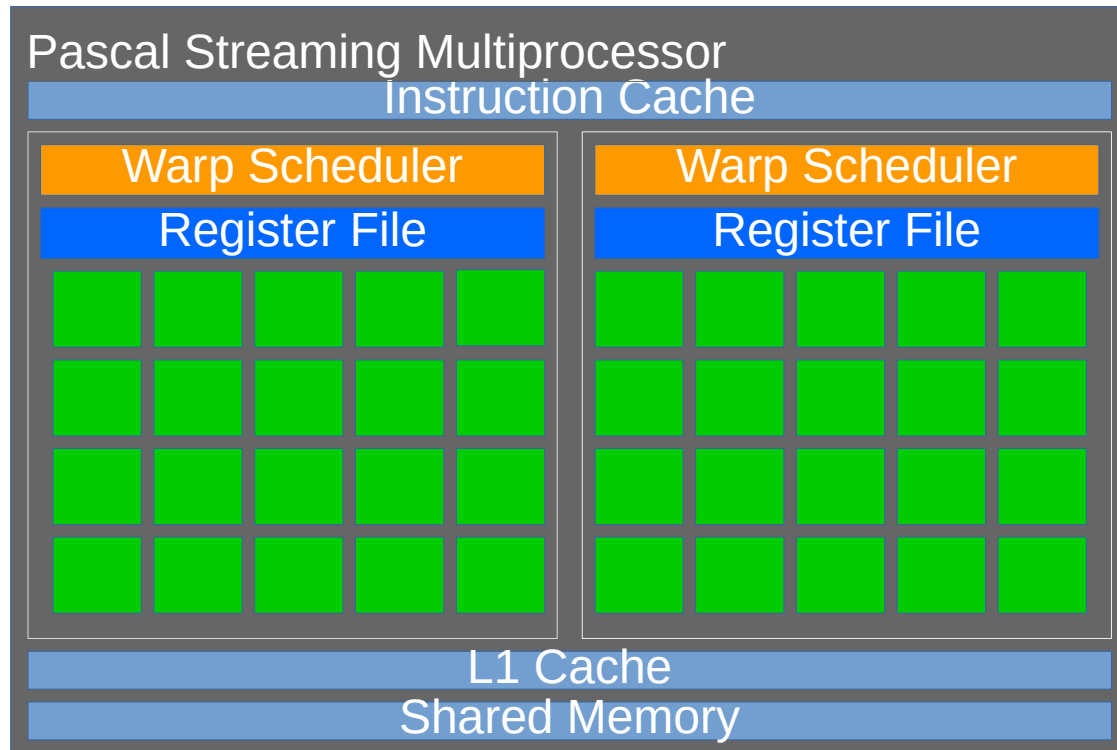 Pascal Streaming Multiprocessor
Instruction Cache
Warp Scheduler
Register File
Warp Scheduler
Register File
L1 Cache
Shared Memory